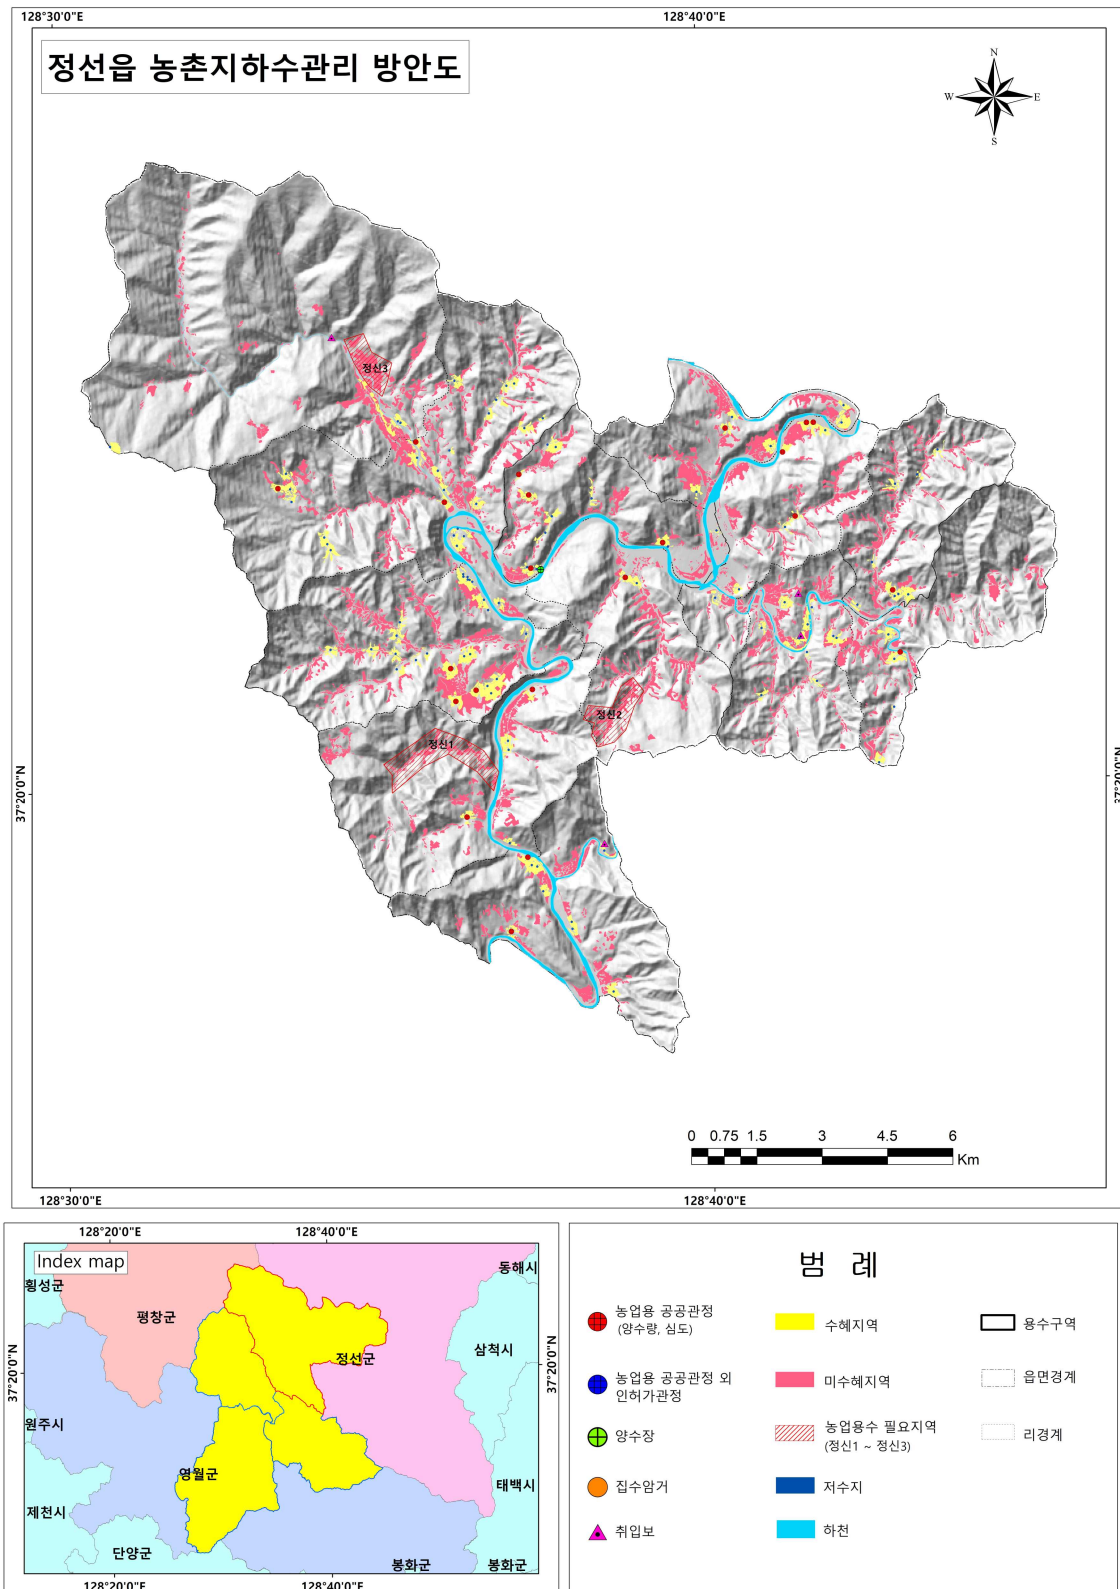 128°30'0"E
128°40'0"E
정선읍 농촌지하수관리 방안도
N
W
E
S
정신3
정신2
정신1
37°20'0"N
37°20'0"N
0 0.75 1.5 3 4.5 6
Km
128°30'0"E
128°40'0"E
128°20'0"E
128°40'0"E
Index map
횡성군
평창군
동해시
정선군
삼척시
37°20'0"N
37°20'0"N
원주시
영월군
태백시
제천시
단양군
봉화군
봉화군
128°20'0"E
128°40'0"E
범 례
농업용 공공관정
(양수량, 심도)
수혜지역
용수구역
농업용 공공관정 외
인허가관정
미수혜지역
읍면경계
양수장
농업용수 필요지역
(정신1 ~ 정신3)
리경계
집수암거
저수지
취입보
하천